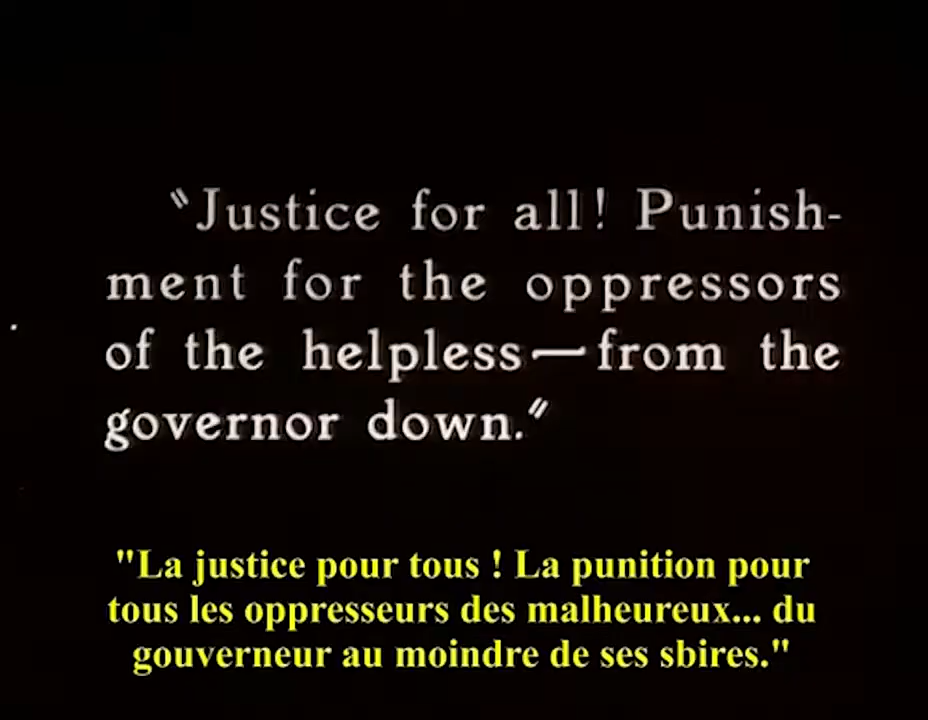 "Justice for all! Punish-
ment for the oppressors
of the helpless—from the
governor down."
"La justice pour tous ! La punition pour
tous les oppresseurs des malheureux... du
gouverneur au moindre de ses sbires."